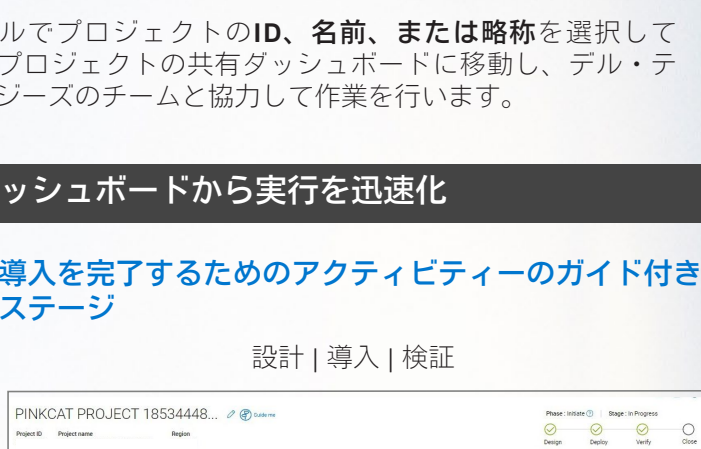 ルでプロジェクトのID、名前、または略称を選択して
プロジェクトの共有ダッシュボードに移動し、デル・テ
ジーズのチームと協力して作業を行います。
ッシュボードから実行を迅速化
導入を完了するためのアクティビティーのガイド付き
ステージ
設計 | 導入 | 検証
PINKCAT PROJECT 18534448... Guide me
Phase : Initiate | Stage : In Progress
Design Deploy Verify Close
Project ID Project name Region